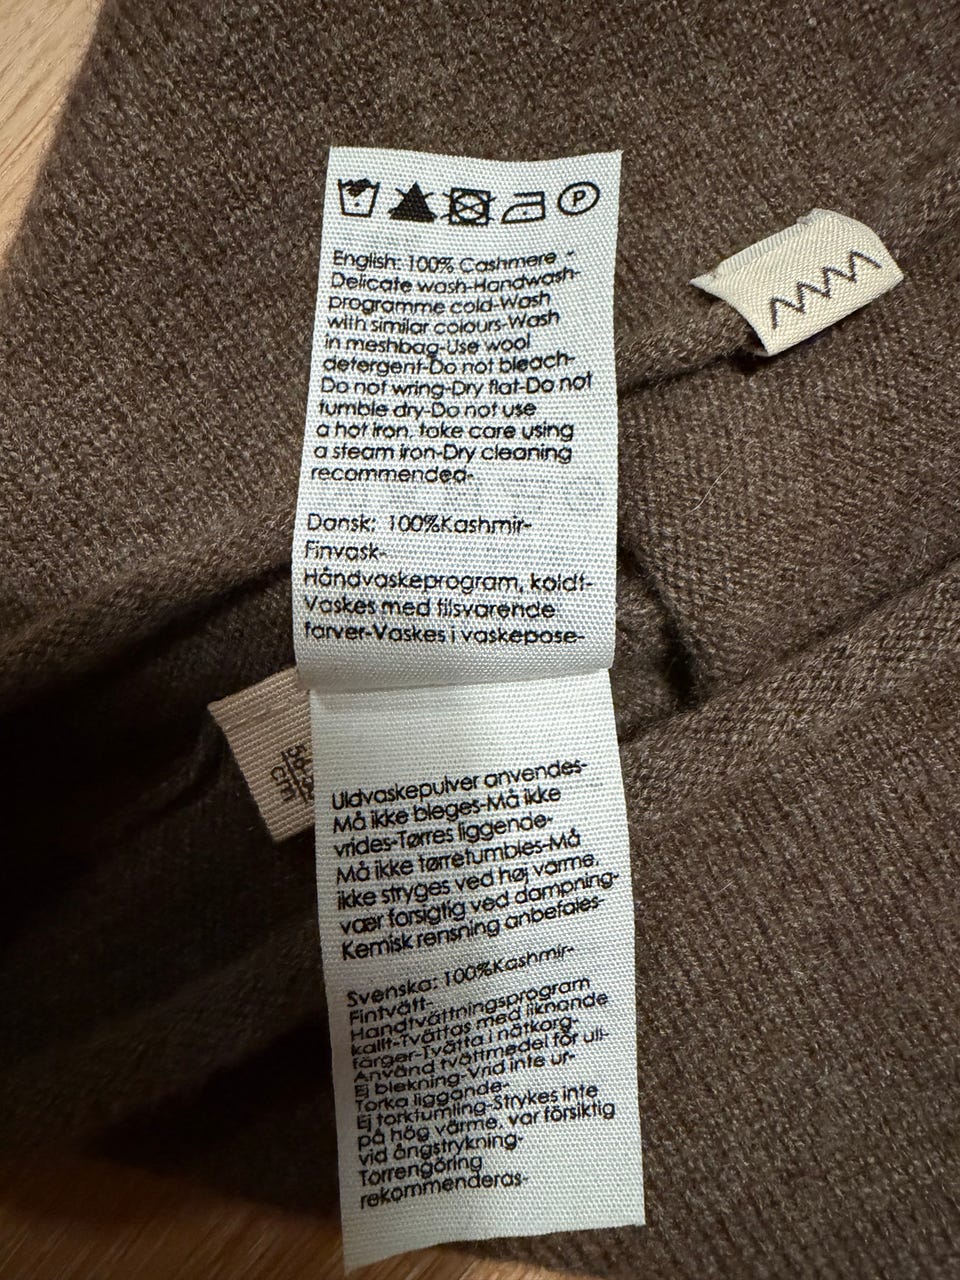 P
English: 100% Cashmere -
Delicate wash-Handwash-
programme cold-Wash
with similar colours-Wash
in meshbag-Use wool
detergent-Do not bleach-
Do not wring-Dry flat-Do not
tumble dry-Do not use
a hot iron, take care using
a steam iron-Dry cleaning
recommended-
Dansk: 100%Kashmir-
Finvask-
Håndvaskeprogram, koldt-
Vaskes med tilsvarende
farver-Vaskes i vaskepose-
Uldvaskepulver anvendes-
Må ikke bleges-Må ikke
vrides-Tørres liggende-
Må ikke tørretumbles-Må
ikke stryges ved høj varme,
vær forsigtig ved dampning-
Kemisk rensning anbefales-
Svenska: 100%Kashmir-
Fintvätt-
Handtvättningsprogram
kallt-Tvättas med liknande
färger-Tvätta i nätkorg-
Använd tvättmedel för ull-
Ej blekning-Vrid inte ur-
Torka liggande-
Ej torktumling-Strykes inte
på hög värme, var försiktig
vid ångstrykning-
Torrengöring
rekommenderas-
cm